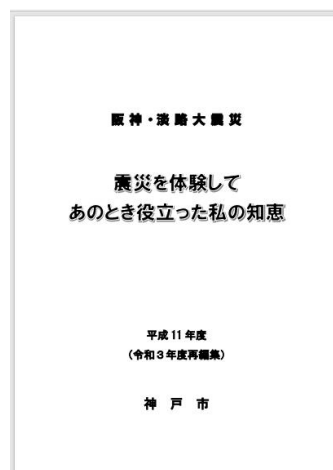 阪神・淡路大震災
震災を体験して
あのとき役立った私の知恵
平成11年度
（令和３年度再編集）
神戸市